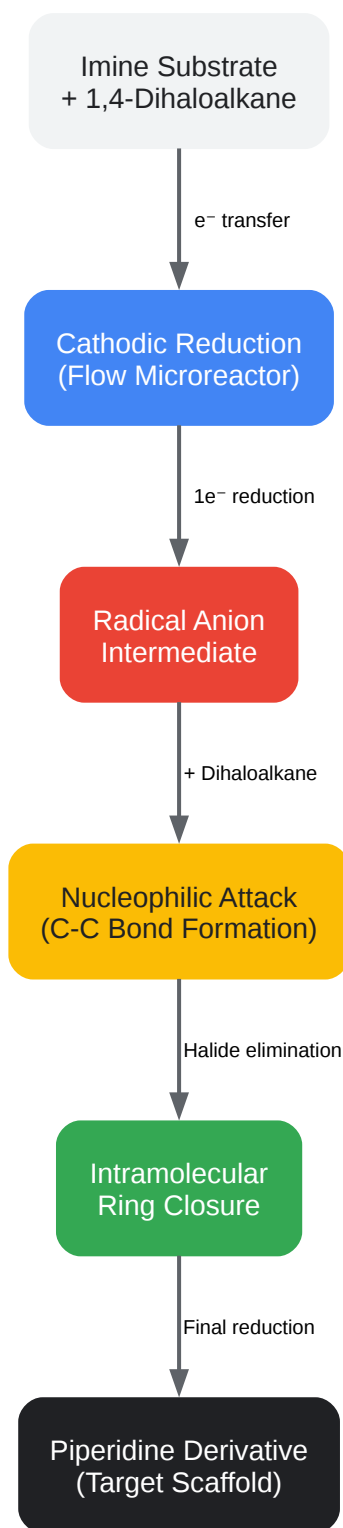 Imine Substrate
+ 1,4-Dihaloalkane
e⁻ transfer
Cathodic Reduction
(Flow Microreactor)
1e⁻ reduction
Radical Anion
Intermediate
+ Dihaloalkane
Nucleophilic Attack
(C-C Bond Formation)
Halide elimination
Intramolecular
Ring Closure
Final reduction
Piperidine Derivative
(Target Scaffold)